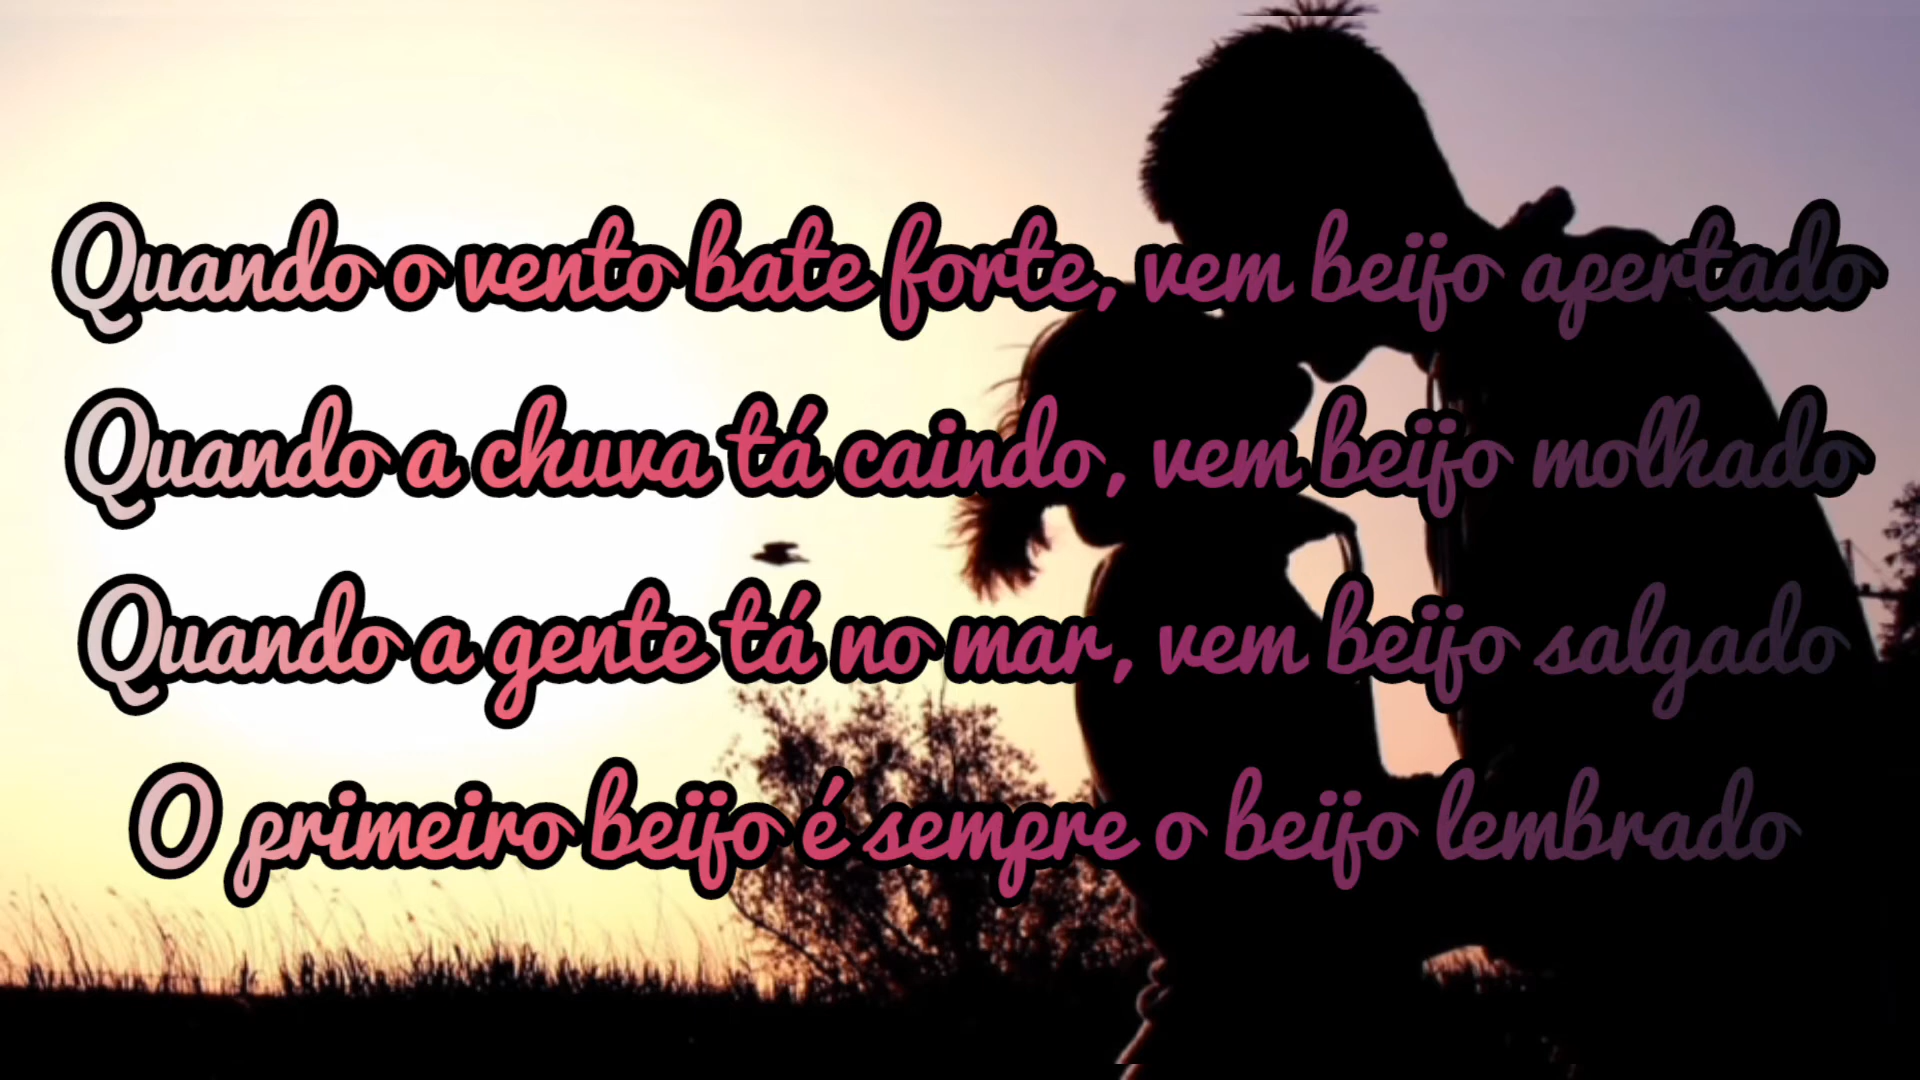 Quando o vento bate forte, vem beijo apertado
Quando a chuva tá caindo, vem beijo molhado
Quando a gente tá no mar, vem beijo salgado
O primeiro beijo é sempre o beijo lembrado